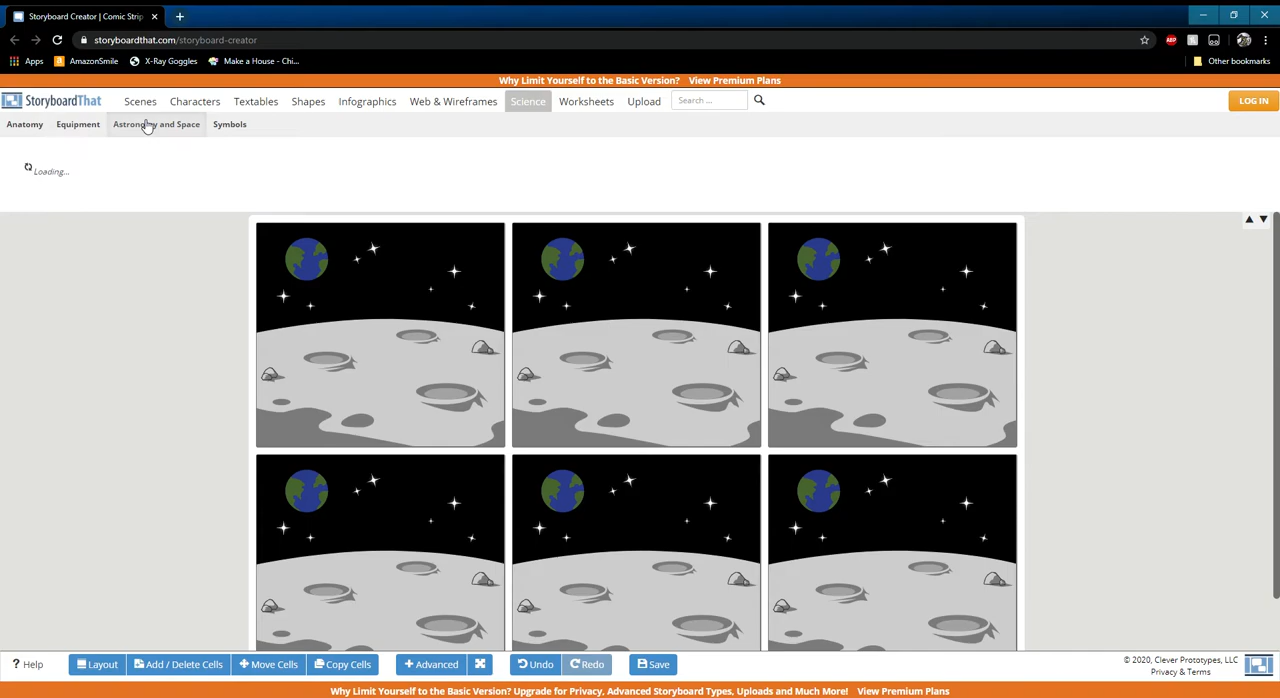 Storyboard Creator | Comic Strip
storyboardthat.com/storyboard-creator
ABP
Apps AmazonSmile X-Ray Goggles Make a House - Chi... Other bookmarks
Why Limit Yourself to the Basic Version? View Premium Plans
StoryboardThat Scenes Characters Textables Shapes Infographics Web & Wireframes Science Worksheets Upload Search ... LOG IN
Anatomy Equipment Astronomy and Space Symbols
Loading...
? Help Layout Add / Delete Cells Move Cells Copy Cells + Advanced Undo Redo Save © 2020, Clever Prototypes, LLC
Privacy & Terms
Why Limit Yourself to the Basic Version? Upgrade for Privacy, Advanced Storyboard Types, Uploads and Much More! View Premium Plans